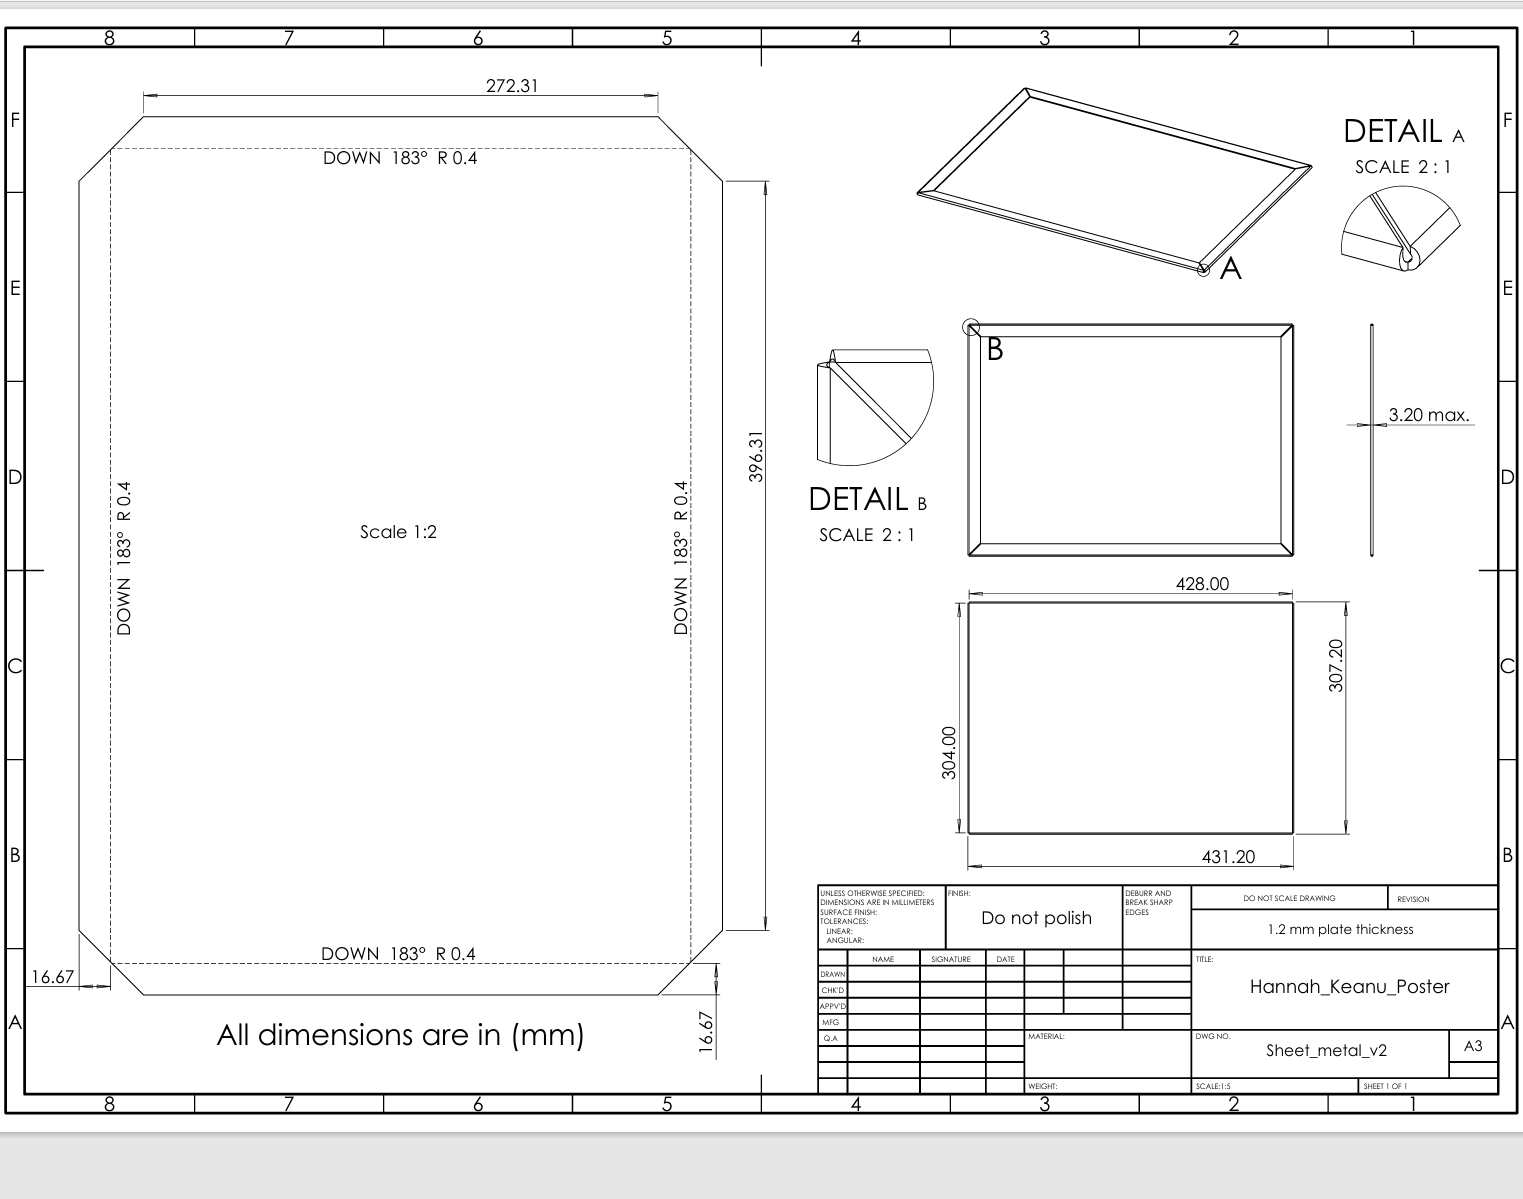 8 7 6 5 4 3 2 1
F
E
D
C
B
A
272.31
DOWN 183° R 0.4
396.31
DOWN 183° R 0.4
Scale 1:2
DOWN 183° R 0.4
DOWN 183° R 0.4
16.67
16.67
All dimensions are in (mm)
A
DETAIL A
SCALE 2 : 1
B
DETAIL B
SCALE 2 : 1
3.20 max.
428.00
307.20
304.00
431.20
UNLESS OTHERWISE SPECIFIED:
DIMENSIONS ARE IN MILLIMETERS
SURFACE FINISH:
TOLERANCES:
LINEAR:
ANGULAR:
FINISH:
Do not polish
DEBURR AND
BREAK SHARP
EDGES
DO NOT SCALE DRAWING
REVISION
1.2 mm plate thickness
NAME SIGNATURE DATE
DRAWN
CHK'D
APPV'D
MFG
Q.A
TITLE:
Hannah_Keanu_Poster
MATERIAL:
DWG NO.
Sheet_metal_v2
A3
WEIGHT:
SCALE:1:5
SHEET 1 OF 1
F
E
D
C
B
A
8 7 6 5 4 3 2 1